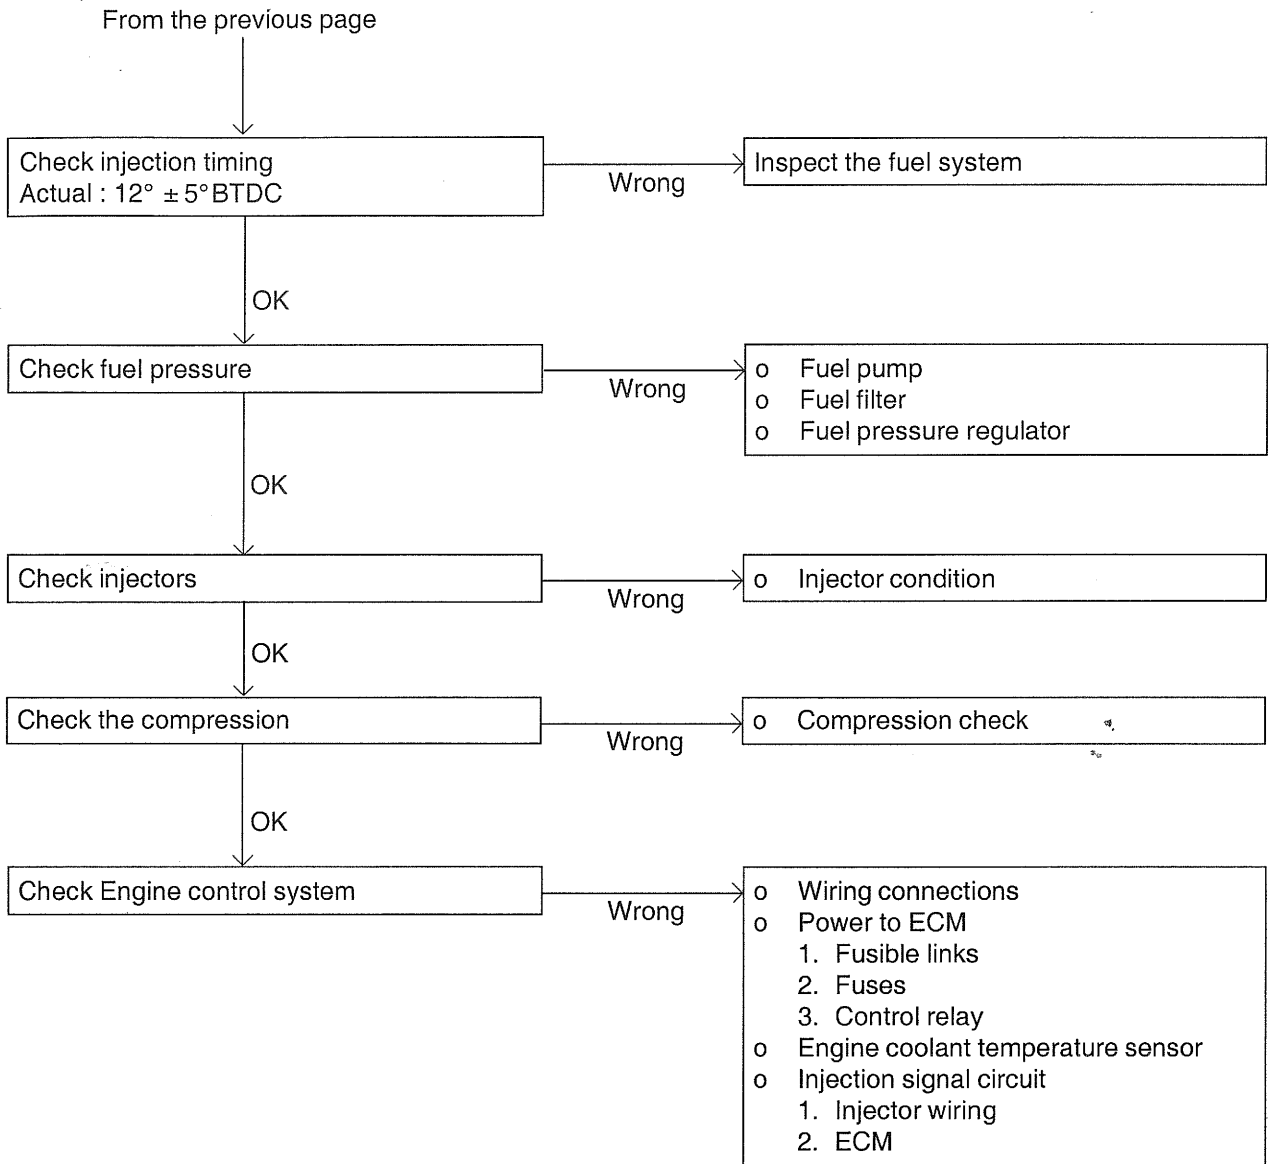 From the previous page
Check injection timing
Actual : 12° ± 5° BTDC
Wrong
Inspect the fuel system
OK
Check fuel pressure
Wrong
o Fuel pump
o Fuel filter
o Fuel pressure regulator
OK
Check injectors
Wrong
o Injector condition
OK
Check the compression
Wrong
o Compression check
OK
Check Engine control system
Wrong
o Wiring connections
o Power to ECM
1. Fusible links
2. Fuses
3. Control relay
o Engine coolant temperature sensor
o Injection signal circuit
1. Injector wiring
2. ECM